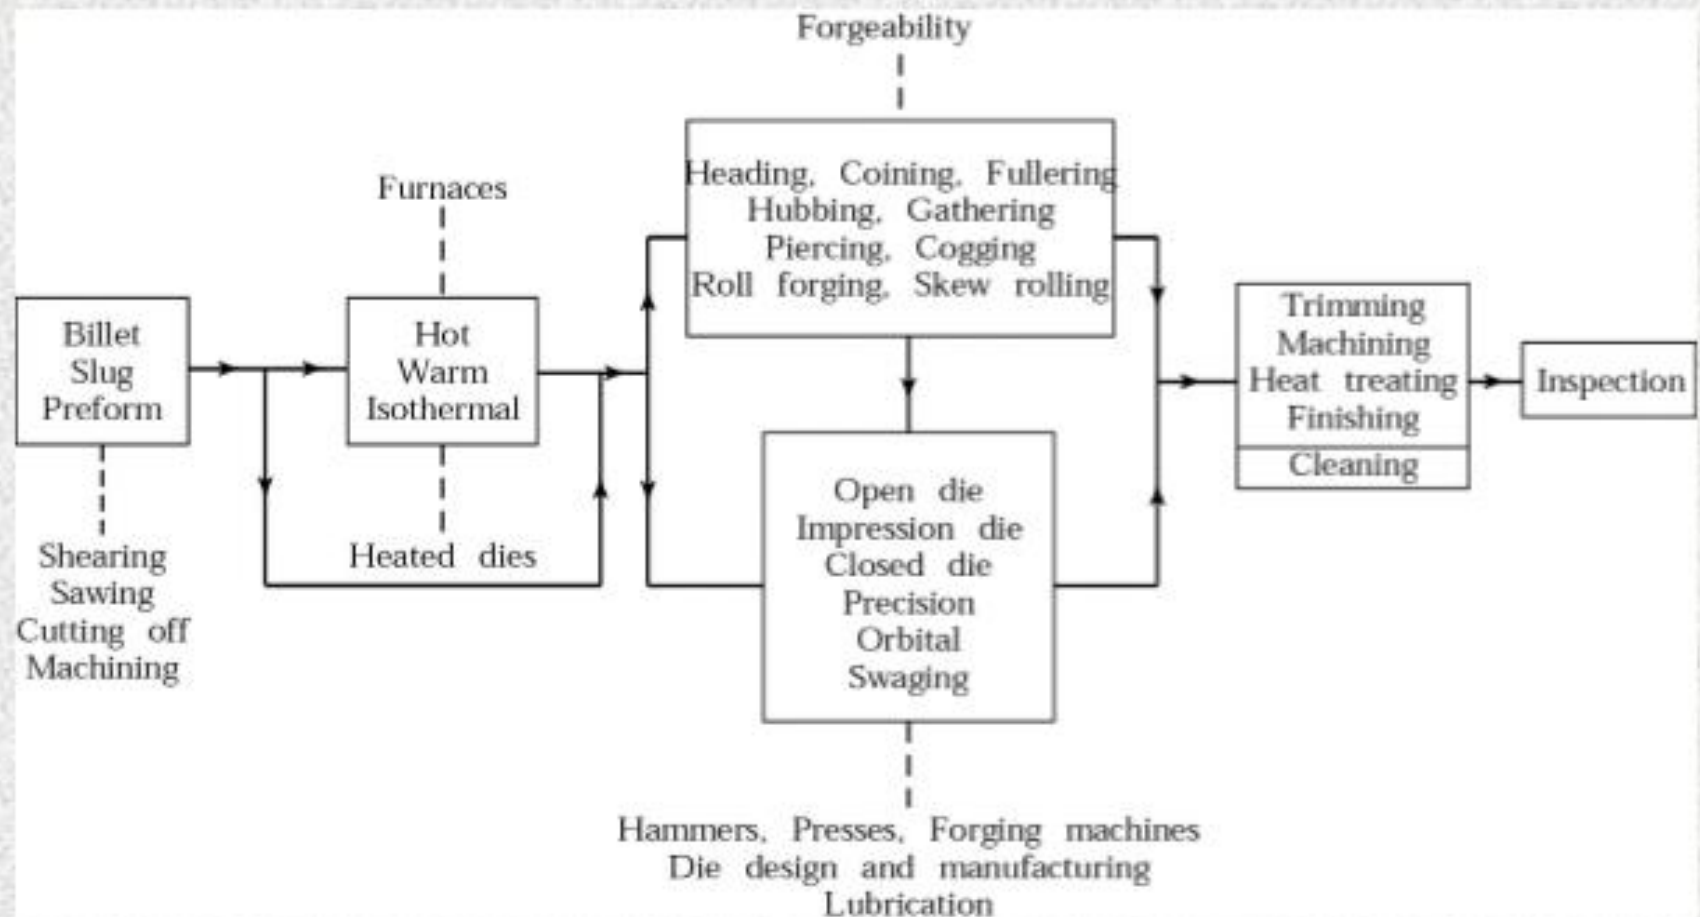 Forgeability
Heading, Coining, Fullering
Hubbing, Gathering
Piercing, Cogging
Roll forging, Skew rolling
Furnaces
Billet
Slug
Preform
Hot
Warm
Isothermal
Trimming
Machining
Heat treating
Finishing
Cleaning
Inspection
Open die
Impression die
Closed die
Precision
Orbital
Swaging
Shearing
Sawing
Cutting off
Machining
Heated dies
Hammers, Presses, Forging machines
Die design and manufacturing
Lubrication